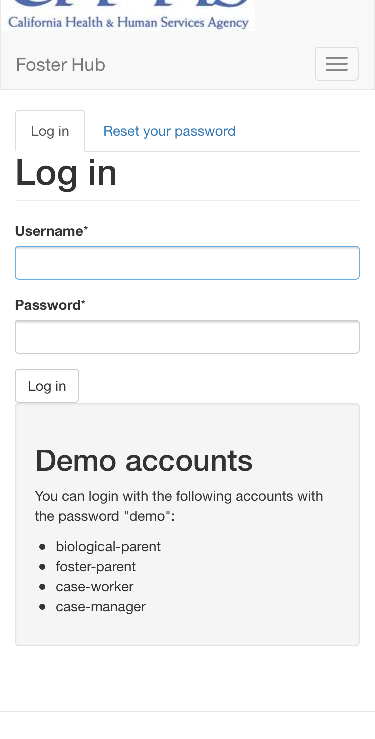 California Health & Human Services Agency
Foster Hub
Log in
Reset your password
Log in
Username*
Password*
Log in
Demo accounts
You can login with the following accounts with
the password "demo":
biological-parent
foster-parent
case-worker
case-manager